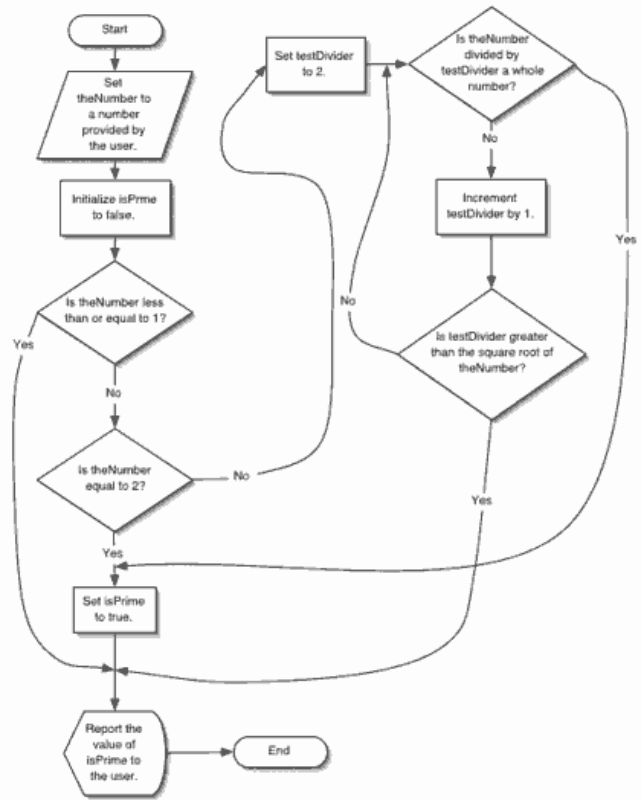 Start
Set
theNumber to
a number
provided by
the user.
Initialize isPrme
to false.
Is theNumber less
than or equal to 1?
Yes
No
Is theNumber
equal to 2?
No
Yes
Set isPrime
to true.
Report the
value of
isPrime to
the user.
End
Set testDivider
to 2.
Is theNumber
divided by
testDivider a whole
number?
No
Yes
Increment
testDivider by 1.
No
Is testDivider greater
than the square root of
theNumber?
Yes